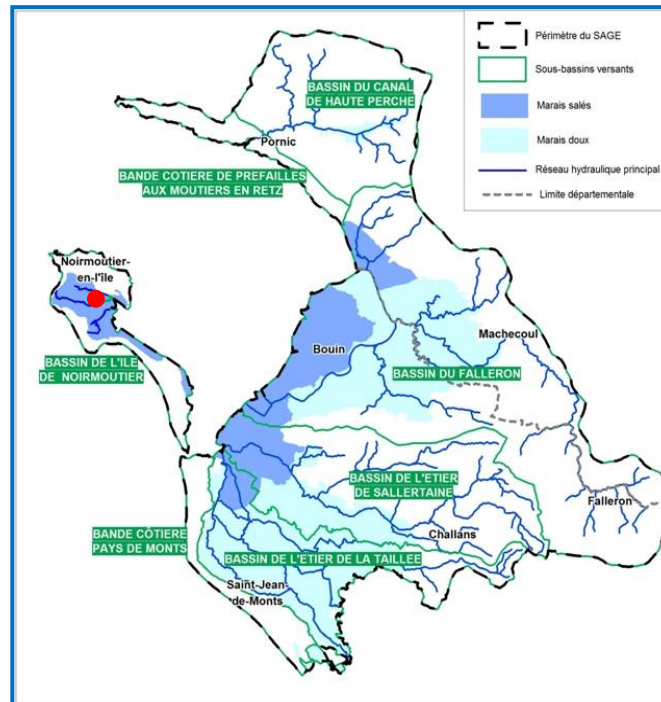 Périmètre du SAGE
Sous-bassins versants
Marais salés
Marais doux
Réseau hydraulique principal
Limite départementale
BASSIN DU CANAL
DE HAUTE PERCHE
Pornic
BANDE COTIERE DE PREFAILLES
AUX MOUTIERS EN RETZ
Noirmoutier-
en-l'île
Machecoul
Bouin
BASSIN DE L'ILE
DE NOIRMOUTIER
BASSIN DU FALLERON
BASSIN DE L'ETIER
DE SALLERTAINE
Falleron
BANDE CÔTIERE
PAYS DE MONTS
Challans
BASSIN DE L'ETIER DE LA TAILLEE
Saint-Jean-
de-Monts